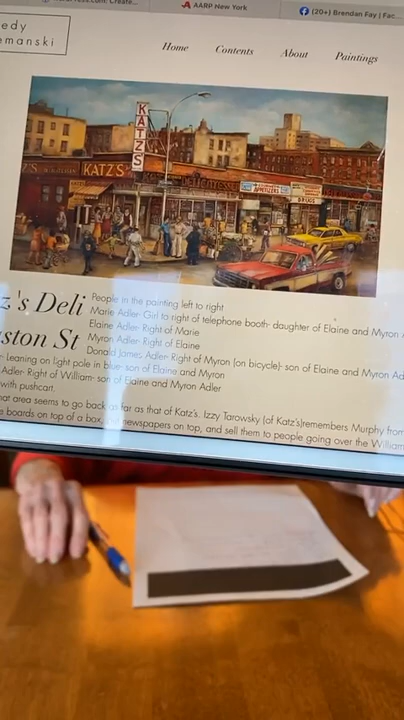 AARP New York
(20+) Brendan Fay | Fac...
edy
emanski
Home Contents About Paintings
KATZ'S
KATZ'S
DRUGS
z's Deli
ston St
People in the painting left to right
Marie Adler- Girl to right of telephone booth- daughter of Elaine and Myron A
Elaine Adler- Right of Marie
Myron Adler- Right of Elaine
Donald James Adler- Right of Myron (on bicycle)- son of Elaine and Myron Ad
- leaning on light pole in blue- son of Elaine and Myron
Adler- Right of William- son of Elaine and Myron Adler
with pushcart.
hat area seems to go back as far as that of Katz's. Izzy Tarowsky (of Katz's)remembers Murphy from
e boards on top of a box, newspapers on top, and sell them to people going over the William